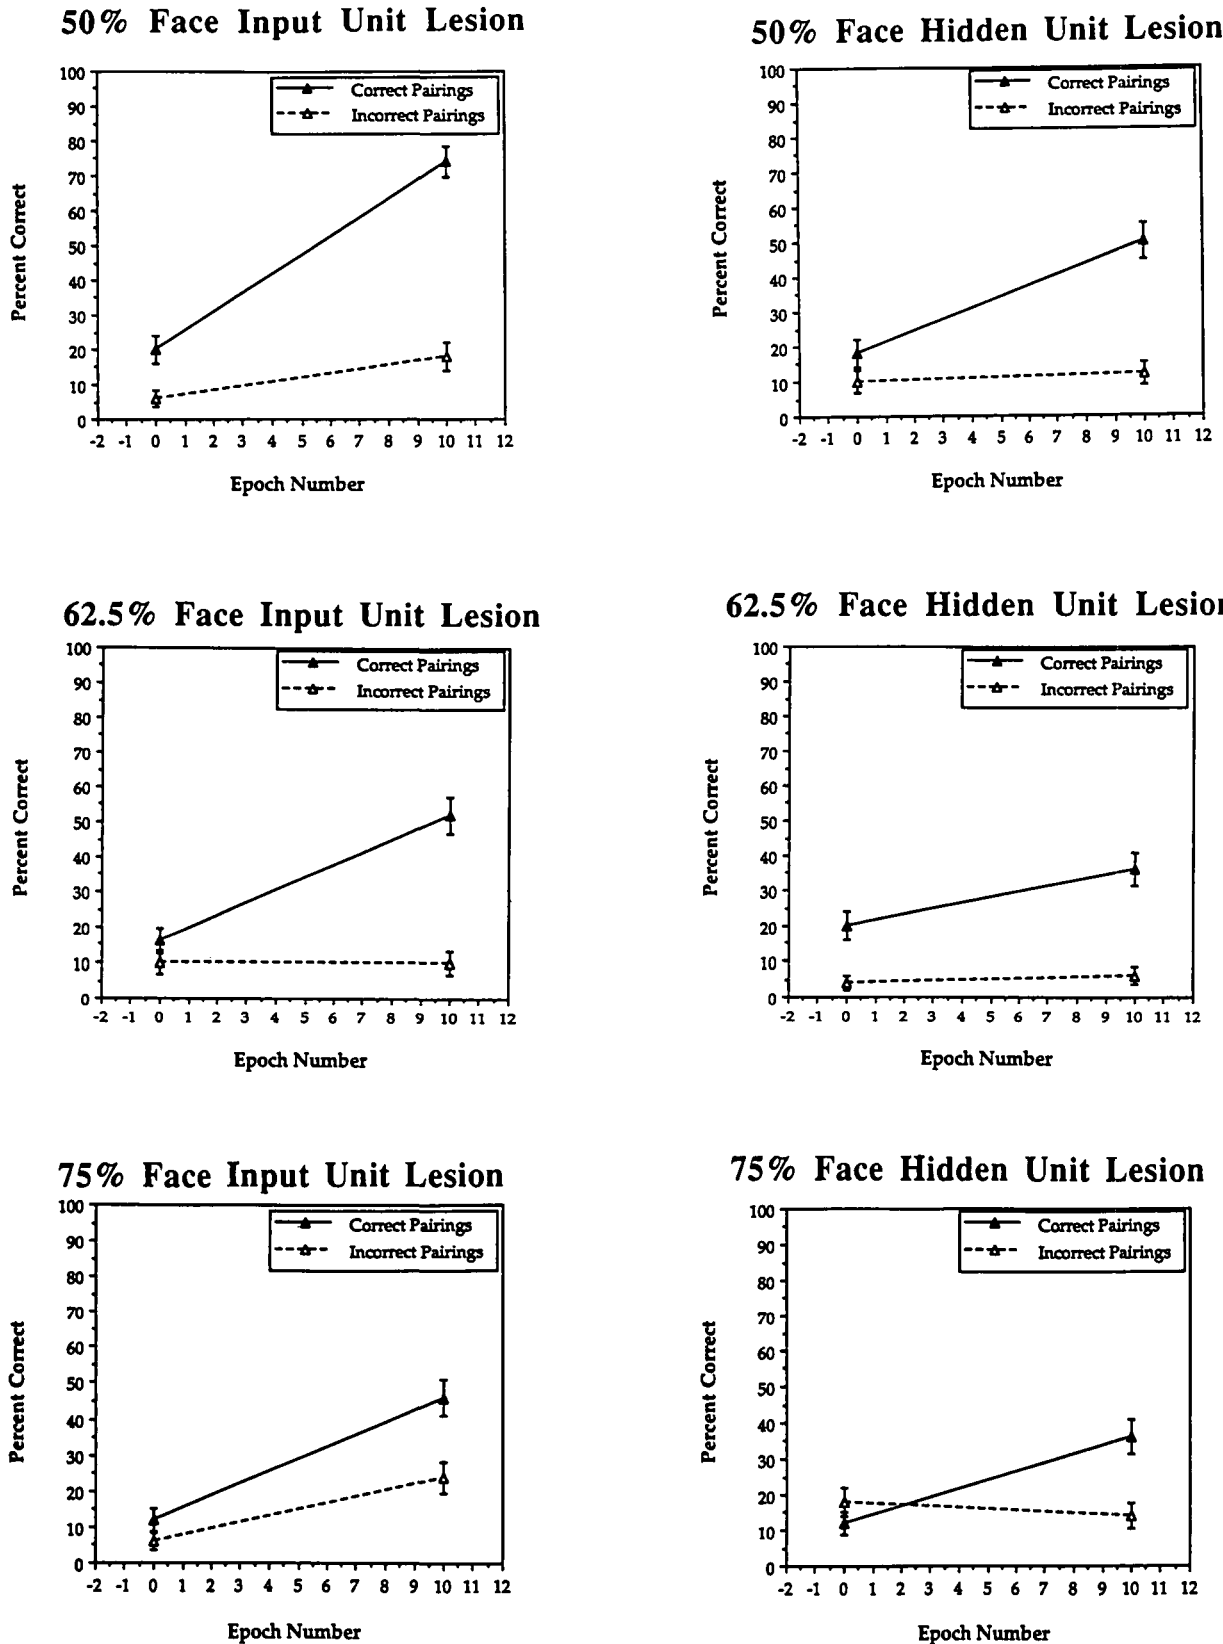 50% Face Input Unit Lesion
100
90
80
70
60
50
40
30
20
10
0
Percent Correct
Correct Pairings
Incorrect Pairings
-2 -1 0 1 2 3 4 5 6 7 8 9 10 11 12
Epoch Number
50% Face Hidden Unit Lesion
100
90
80
70
60
50
40
30
20
10
0
Percent Correct
Correct Pairings
Incorrect Pairings
-2 -1 0 1 2 3 4 5 6 7 8 9 10 11 12
Epoch Number
62.5% Face Input Unit Lesion
100
90
80
70
60
50
40
30
20
10
0
Percent Correct
Correct Pairings
Incorrect Pairings
-2 -1 0 1 2 3 4 5 6 7 8 9 10 11 12
Epoch Number
62.5% Face Hidden Unit Lesion
100
90
80
70
60
50
40
30
20
10
0
Percent Correct
Correct Pairings
Incorrect Pairings
-2 -1 0 1 2 3 4 5 6 7 8 9 10 11 12
Epoch Number
75% Face Input Unit Lesion
100
90
80
70
60
50
40
30
20
10
0
Percent Correct
Correct Pairings
Incorrect Pairings
-2 -1 0 1 2 3 4 5 6 7 8 9 10 11 12
Epoch Number
75% Face Hidden Unit Lesion
100
90
80
70
60
50
40
30
20
10
0
Percent Correct
Correct Pairings
Incorrect Pairings
-2 -1 0 1 2 3 4 5 6 7 8 9 10 11 12
Epoch Number